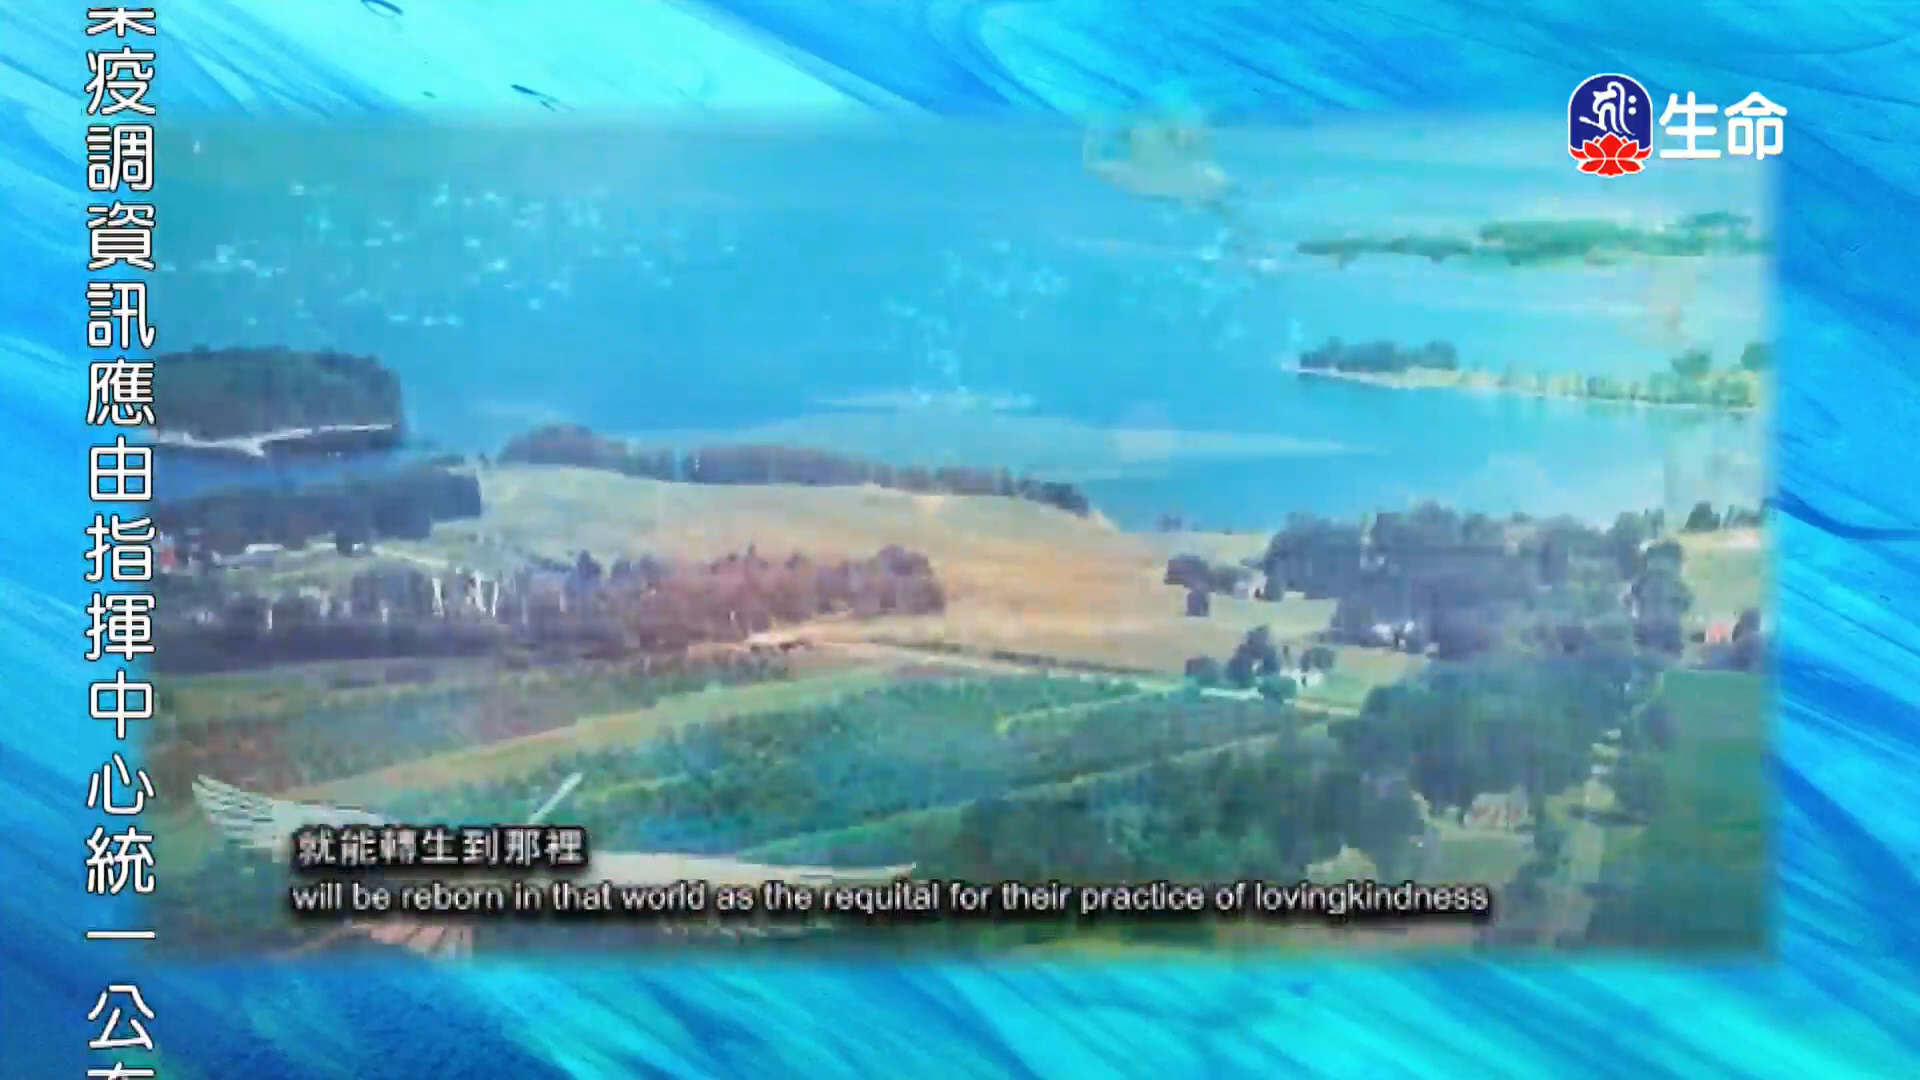 疫調資訊應由指揮中心統一公
生命
就能轉生到那裡
will be reborn in that world as the requital for their practice of lovingkindness